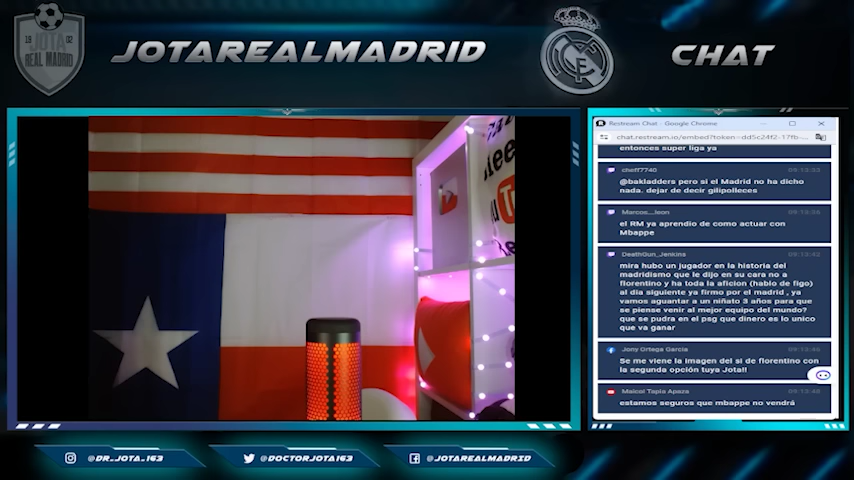 19 02
JOTA
REAL MADRID
JOTAREALMADRID
CHAT
Restream Chat - Google Chrome
chat.restream.io/embed?token=dd5c24f2-17fb-...
entonces super liga ya
cheff7740
09:13:33
@bakladders pero si el Madrid no ha dicho
nada. dejar de decir gilipolleces
Marcos__leon
el RM ya aprendio de como actuar con
Mbappe
DeathGun_Jenkins
09:13:42
mira hubo un jugador en la historia del
madridismo que le dijo en su cara no a
florentino y ha toda la aficion (hablo de figo)
al dia siguiente ya firmo por el madrid , ya
vamos aguantar a un niñato 3 años para que
se piense venir al mejor equipo del mundo?
que se pudra en el psg que dinero es lo unico
que va ganar
Jony Ortega Garcia
09:13:46
Se me viene la imagen del si de florentino con
la segunda opción tuya Jota!!
Maicol Tapia Apaza
09:13:48
estamos seguros que mbappe no vendrá
@DR_JOTA_163
@DOCTORJOTA163
@JOTAREALMADRID